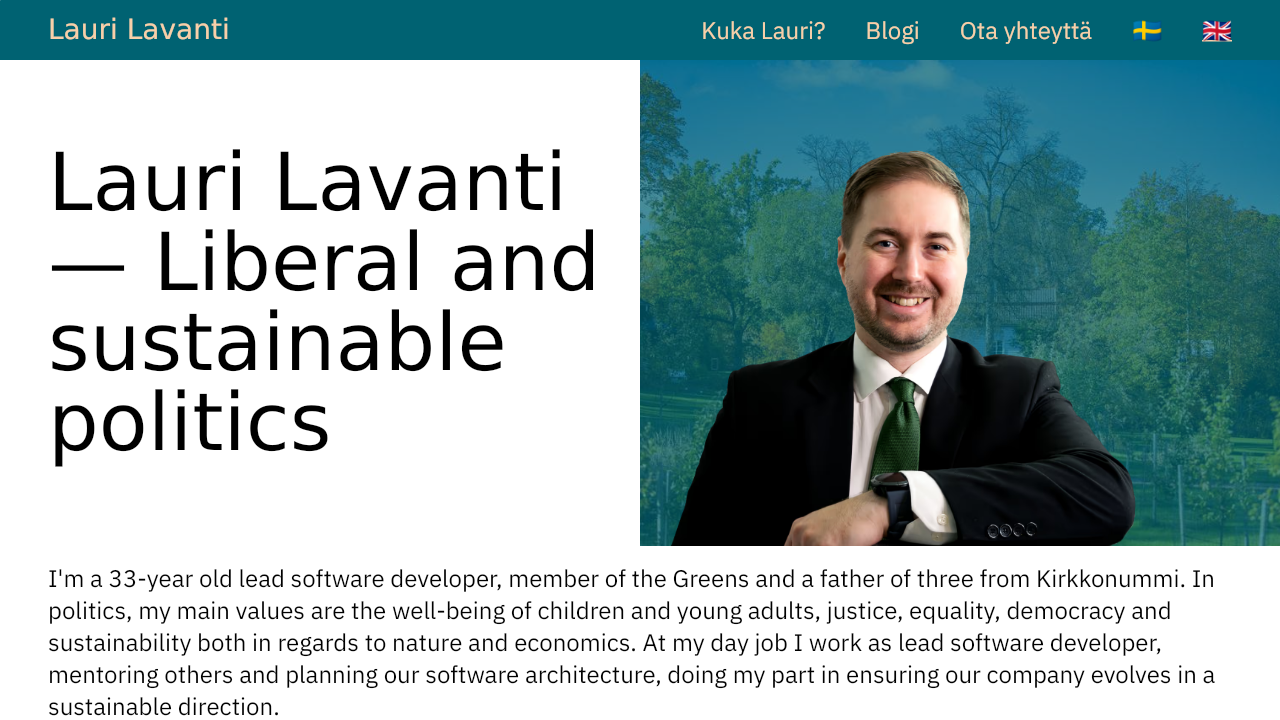 Lauri Lavanti
Kuka Lauri? Blogi Ota yhteyttä
Lauri Lavanti
— Liberal and
sustainable
politics
I'm a 33-year old lead software developer, member of the Greens and a father of three from Kirkkonummi. In
politics, my main values are the well-being of children and young adults, justice, equality, democracy and
sustainability both in regards to nature and economics. At my day job I work as lead software developer,
mentoring others and planning our software architecture, doing my part in ensuring our company evolves in a
sustainable direction.